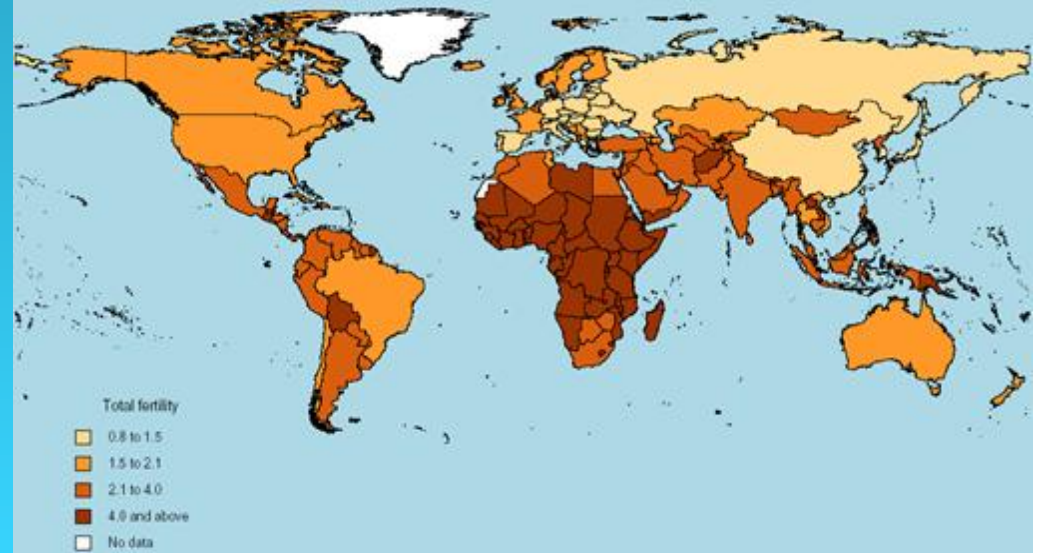 Total fertility
0.8 to 1.5
1.5 to 2.1
2.1 to 4.0
4.0 and above
No data